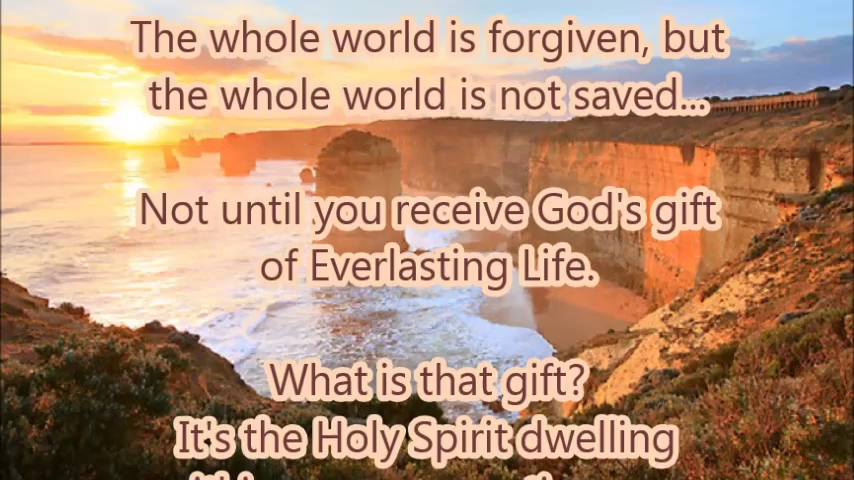 The whole world is forgiven, but
the whole world is not saved...
Not until you receive God's gift
of Everlasting Life.
What is that gift?
It's the Holy Spirit dwelling